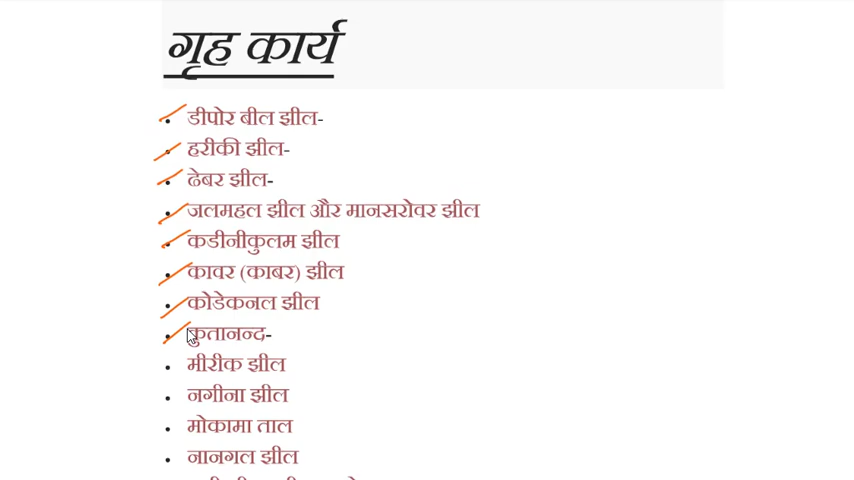 गृह कार्य
डीपोर बील झील-
हरीकी झील-
ढेबर झील-
जलमहल झील और मानसरोवर झील
कडीनीकुलम झील
कावर (काबर) झील
कोडेकनल झील
कुतानन्द-
मीरीक झील
नगीना झील
मोकामा ताल
नानगल झील